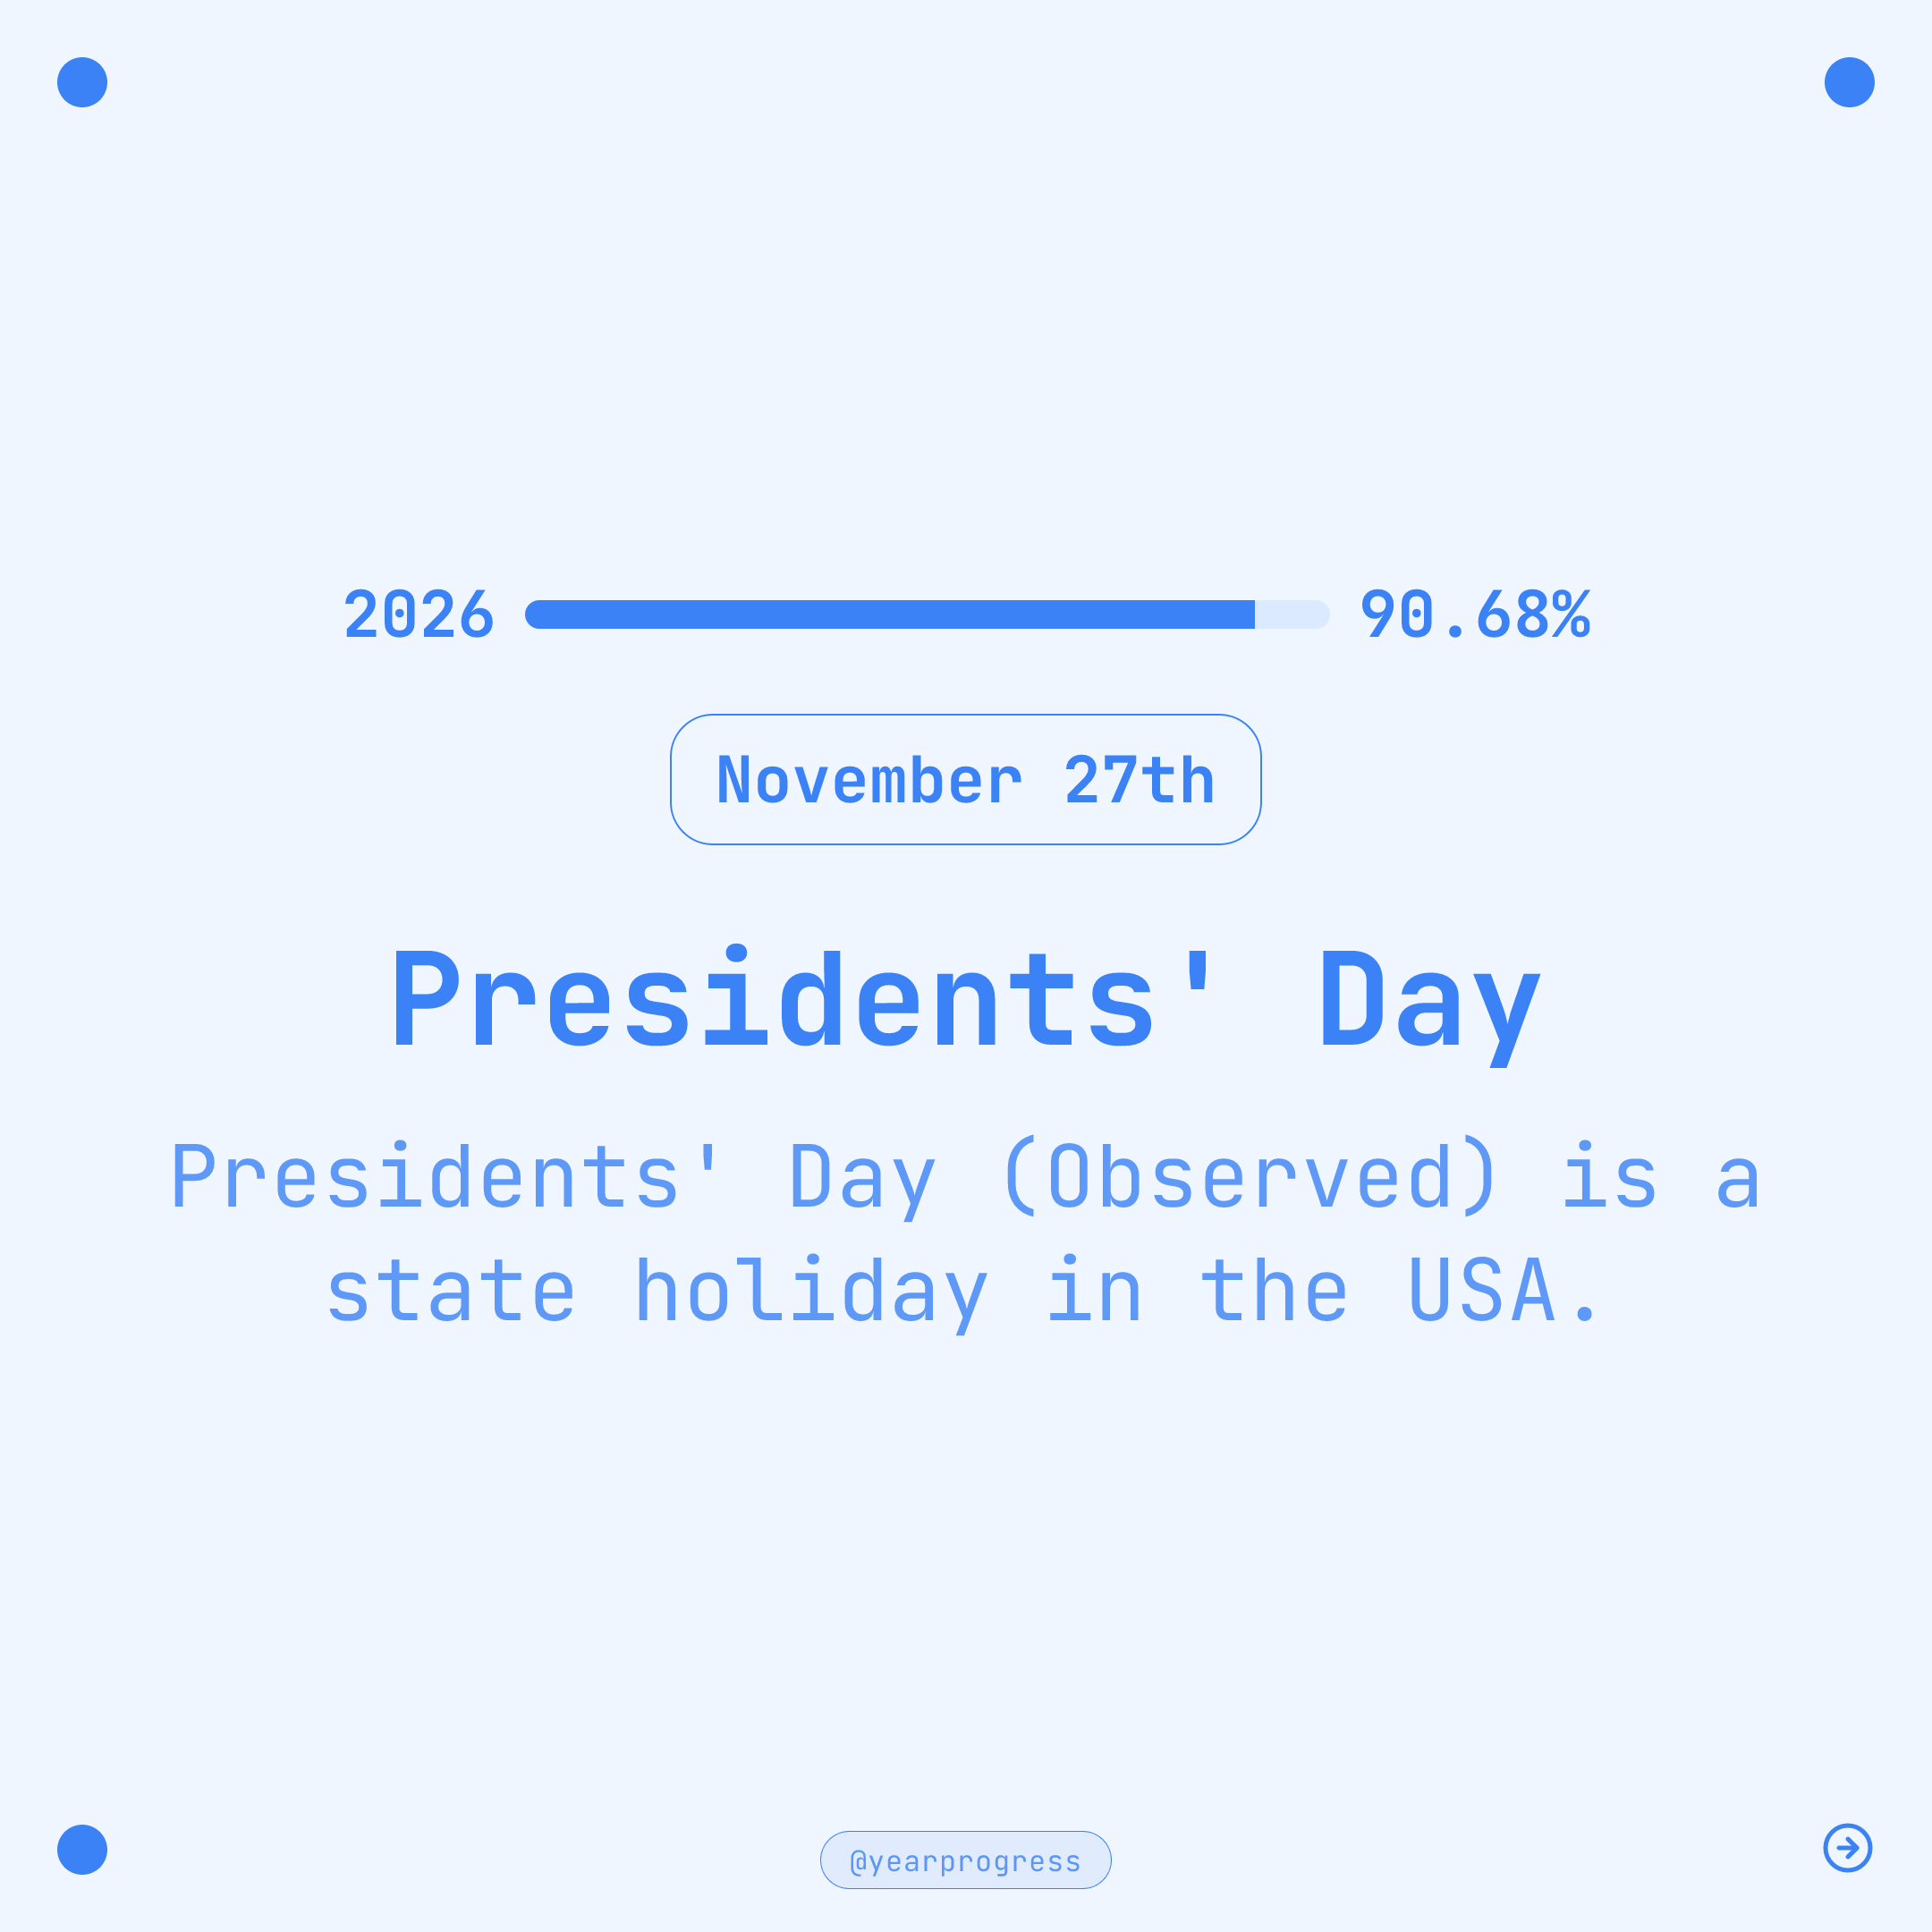 2026 90.68%
November 27th
Presidents' Day
Presidents' Day (Observed) is a
state holiday in the USA.
@yearprogress